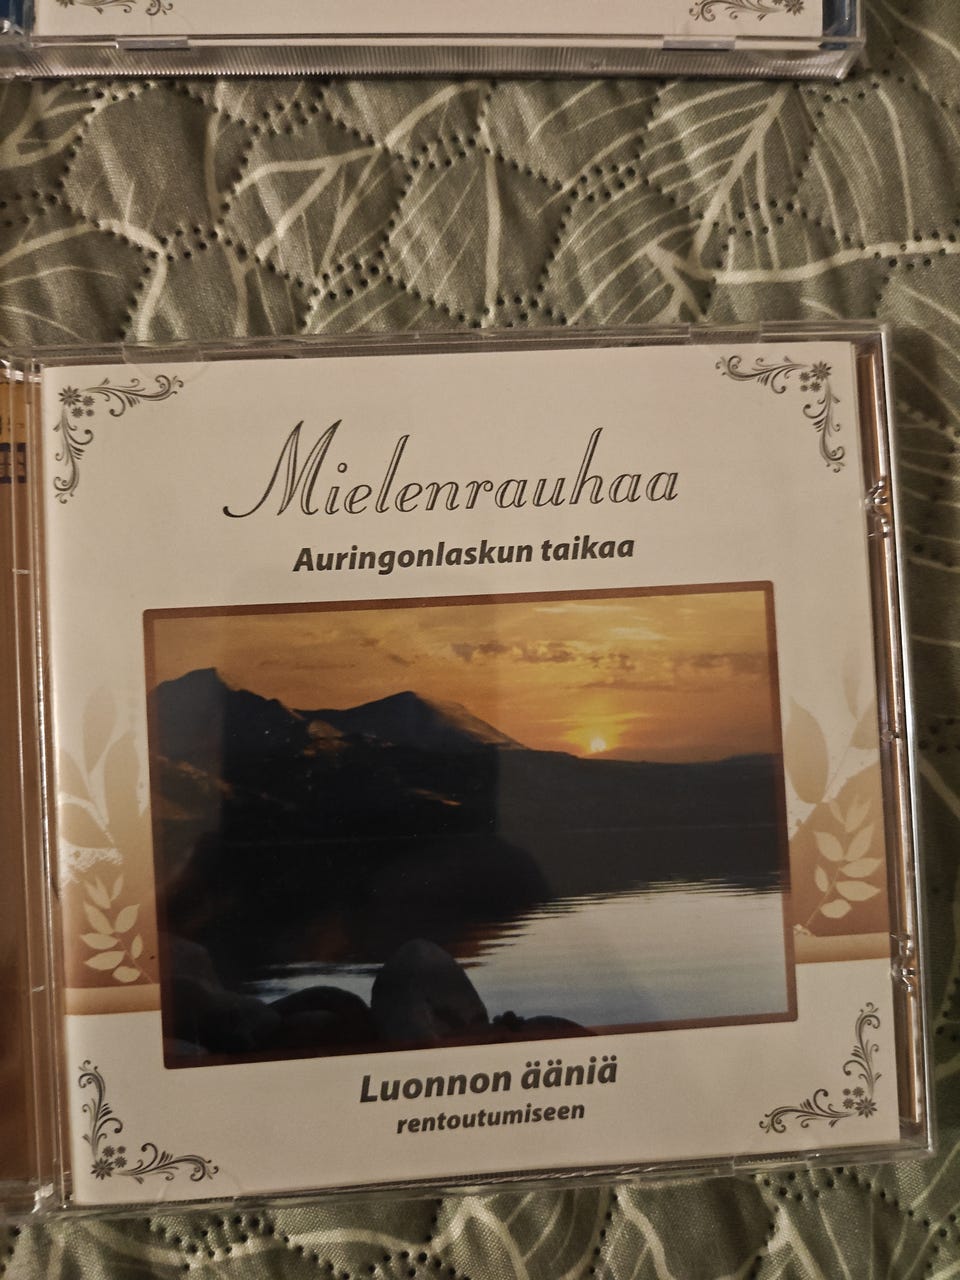 Mielenrauhaa
Auringonlaskun taikaa
Luonnon ääniä
rentoutumiseen